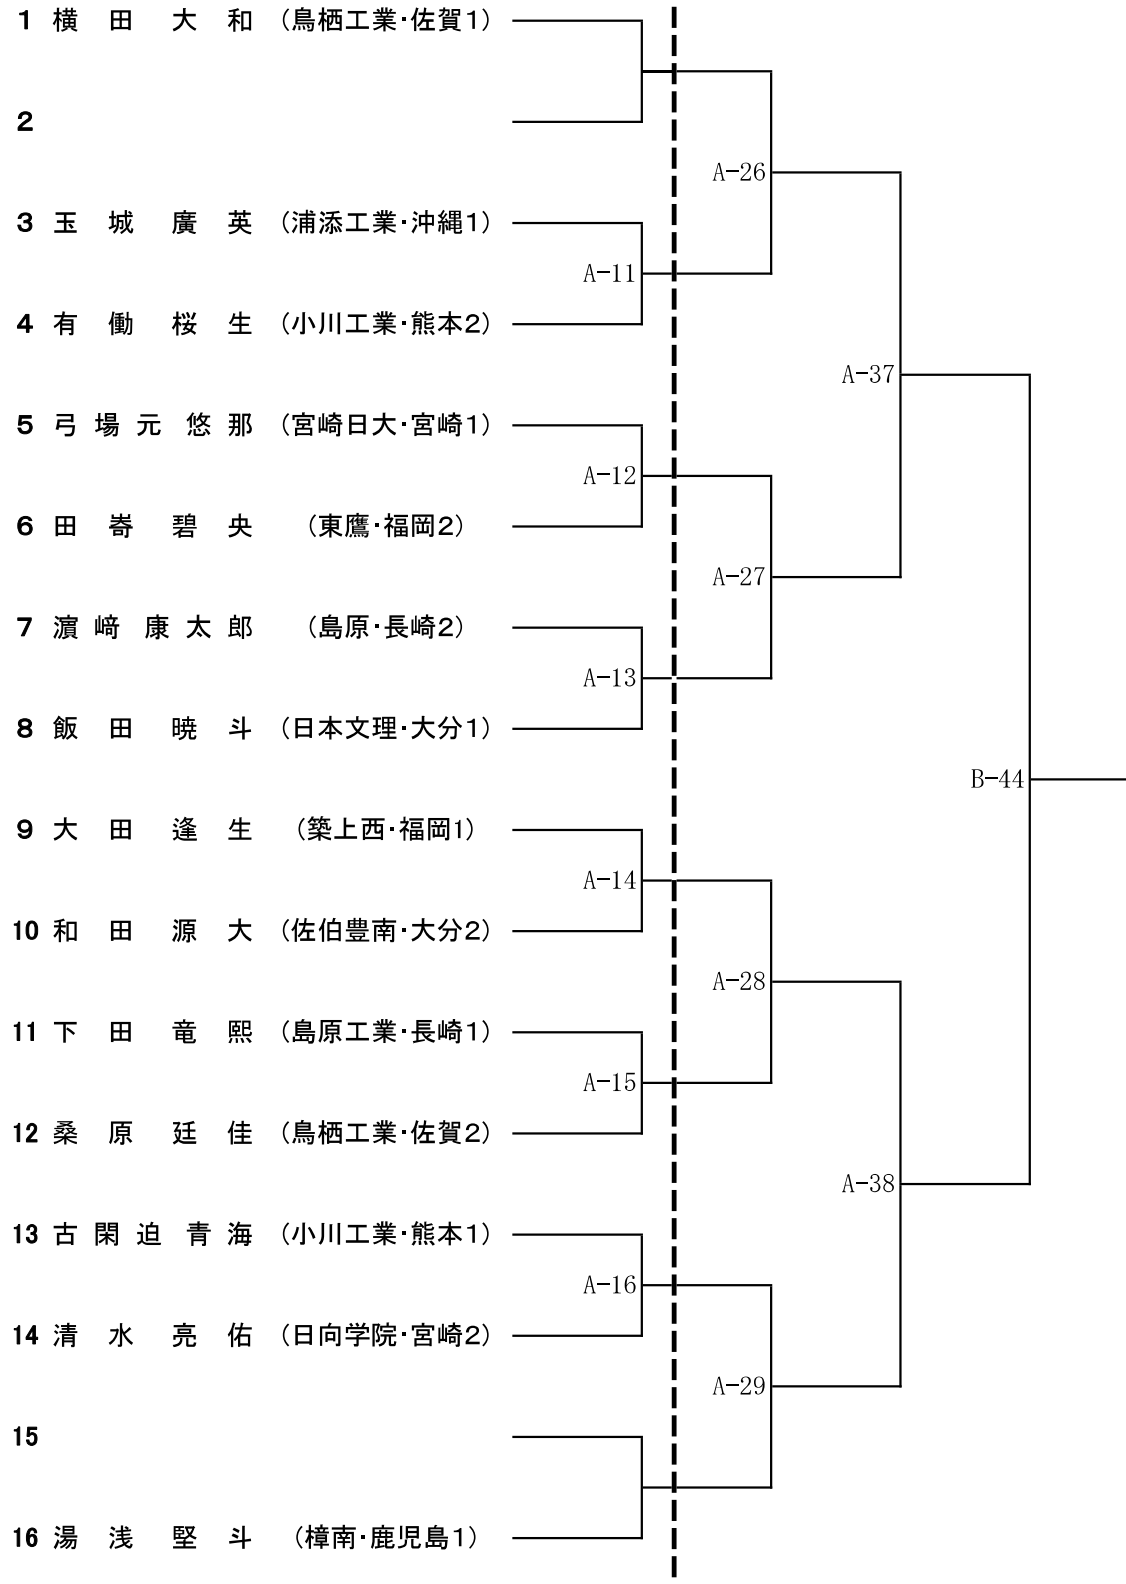 1 横田大和 (鳥栖工業・佐賀1)
2
A-26
3 玉城廣英 (浦添工業・沖縄1)
A-11
4 有働桜生 (小川工業・熊本2)
A-37
5 弓場元悠那 (宮崎日大・宮崎1)
A-12
6 田嵜碧央 (東鷹・福岡2)
A-27
7 濵﨑康太郎 (島原・長崎2)
A-13
8 飯田暁斗 (日本文理・大分1)
B-44
9 大田逢生 (築上西・福岡1)
A-14
10 和田源大 (佐伯豊南・大分2)
A-28
11 下田竜熙 (島原工業・長崎1)
A-15
12 桑原廷佳 (鳥栖工業・佐賀2)
A-38
13 古閑迫青海 (小川工業・熊本1)
A-16
14 清水亮佑 (日向学院・宮崎2)
A-29
15
16 湯浅堅斗 (樟南・鹿児島1)